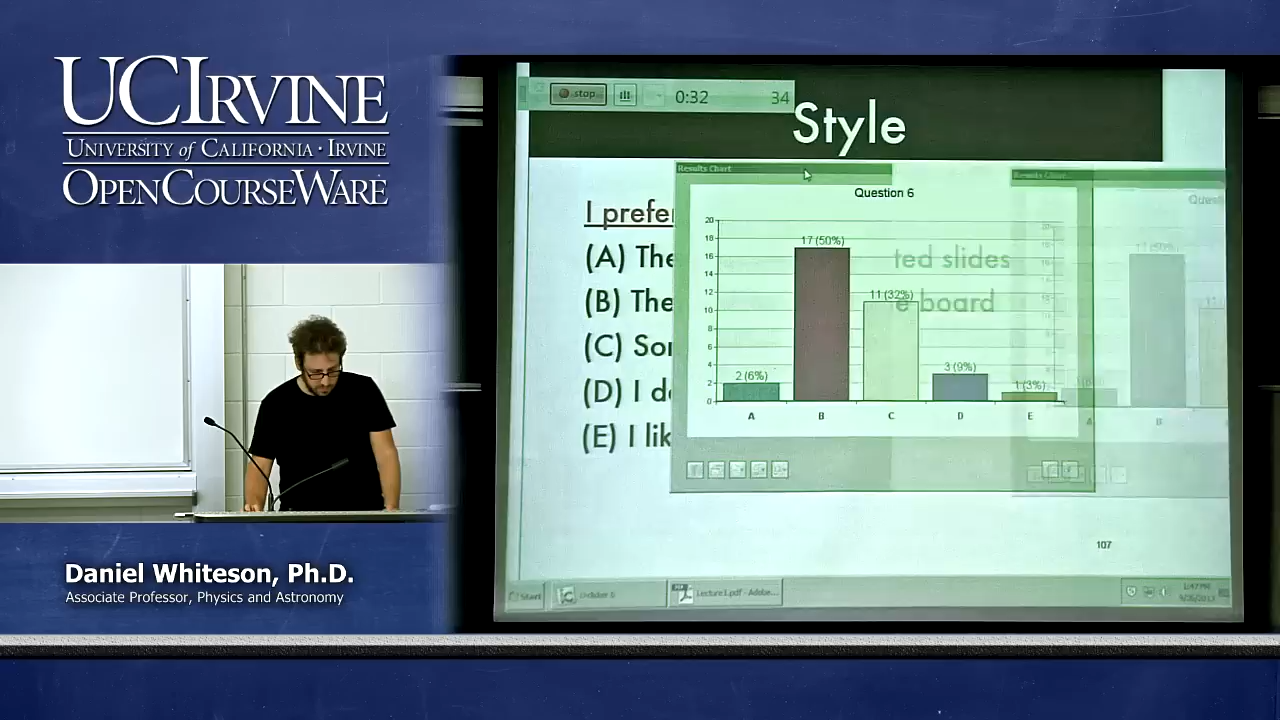 UCIRVINE
UNIVERSITY of CALIFORNIA · IRVINE
OPENCOURSEWARE
stop
0:32
34
Style
Results Chart
Results Chart
Question 6
I prefer
(A) The
ted slides
(B) The
e board
(C) Sor
(D) I do
(E) I lik
20
18
16
14
12
10
8
6
4
2
0
2 (6%)
17 (50%)
11 (32%)
3 (9%)
1 (3%)
A
B
C
D
E
A
B
107
Start
Lecture1.pdf - Adobe...
Daniel Whiteson, Ph.D.
Associate Professor, Physics and Astronomy